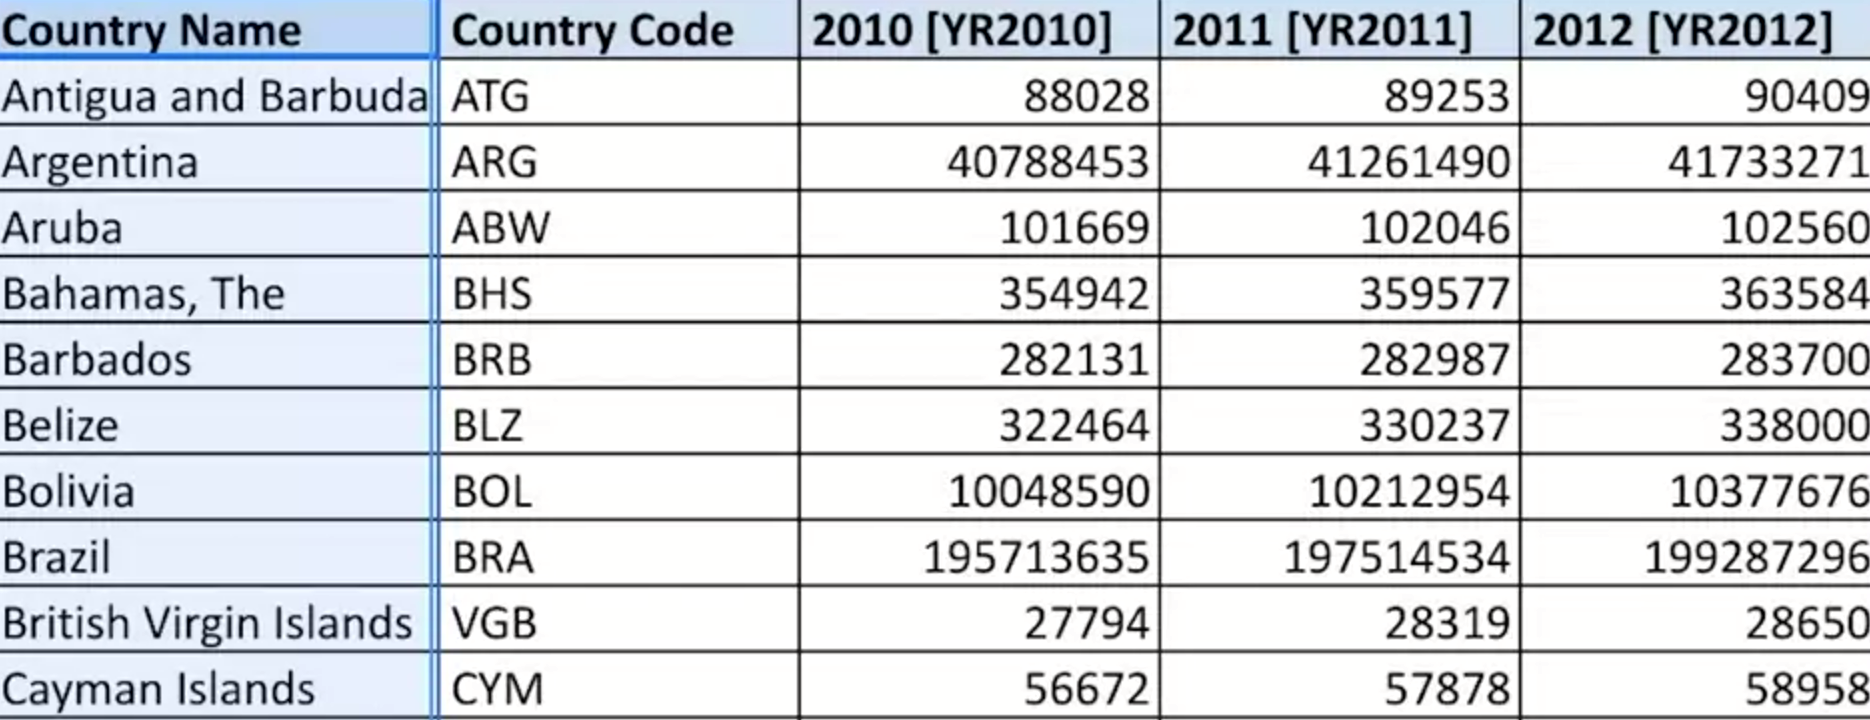 Country Name Country Code 2010 [YR2010] 2011 [YR2011] 2012 [YR2012]
Antigua and Barbuda ATG 88028 89253 90409
Argentina ARG 40788453 41261490 41733271
Aruba ABW 101669 102046 102560
Bahamas, The BHS 354942 359577 363584
Barbados BRB 282131 282987 283700
Belize BLZ 322464 330237 338000
Bolivia BOL 10048590 10212954 10377676
Brazil BRA 195713635 197514534 199287296
British Virgin Islands VGB 27794 28319 28650
Cayman Islands CYM 56672 57878 58958